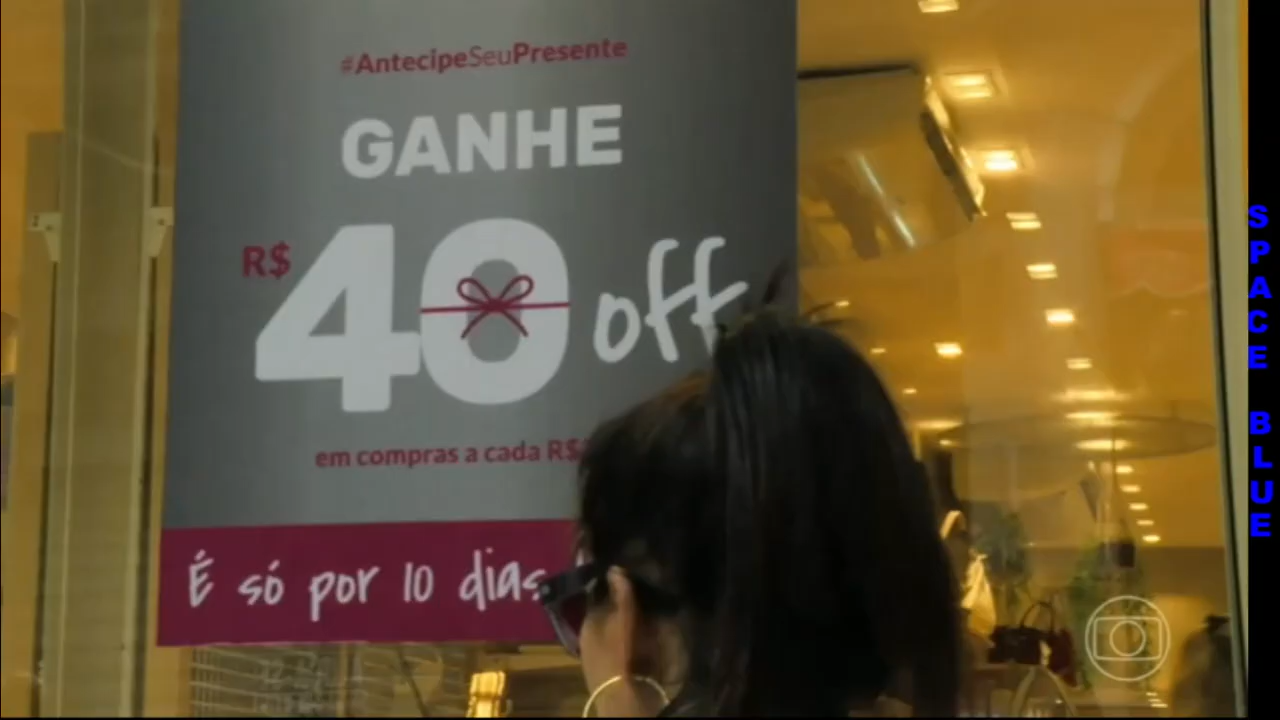 #AntecipeSeuPresente
GANHE
R$ 40 off
em compras a cada R$
É só por 10 dias
SPACE BLUE